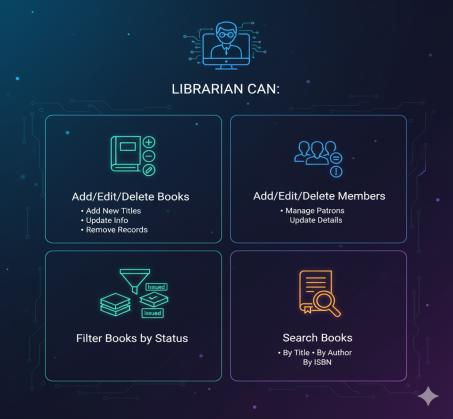 LIBRARIAN CAN:
Add/Edit/Delete Books
• Add New Titles
• Update Info
• Remove Records
Add/Edit/Delete Members
• Manage Patrons
Update Details
Issued
Issued
Filter Books by Status
Search Books
• By Title • By Author
By ISBN